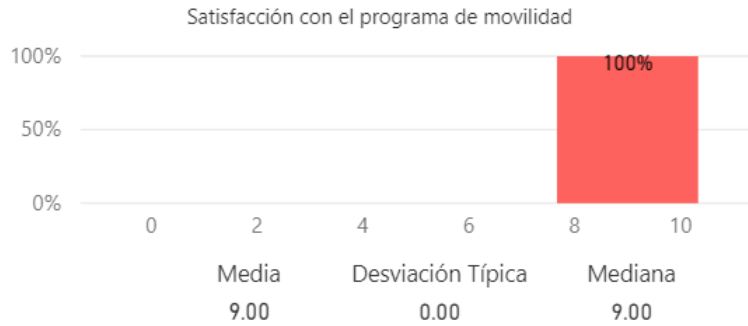 Satisfacción con el programa de movilidad
100%
100%
50%
0%
0 2 4 6 8 10
Media Desviación Típica Mediana
9.00 0.00 9.00